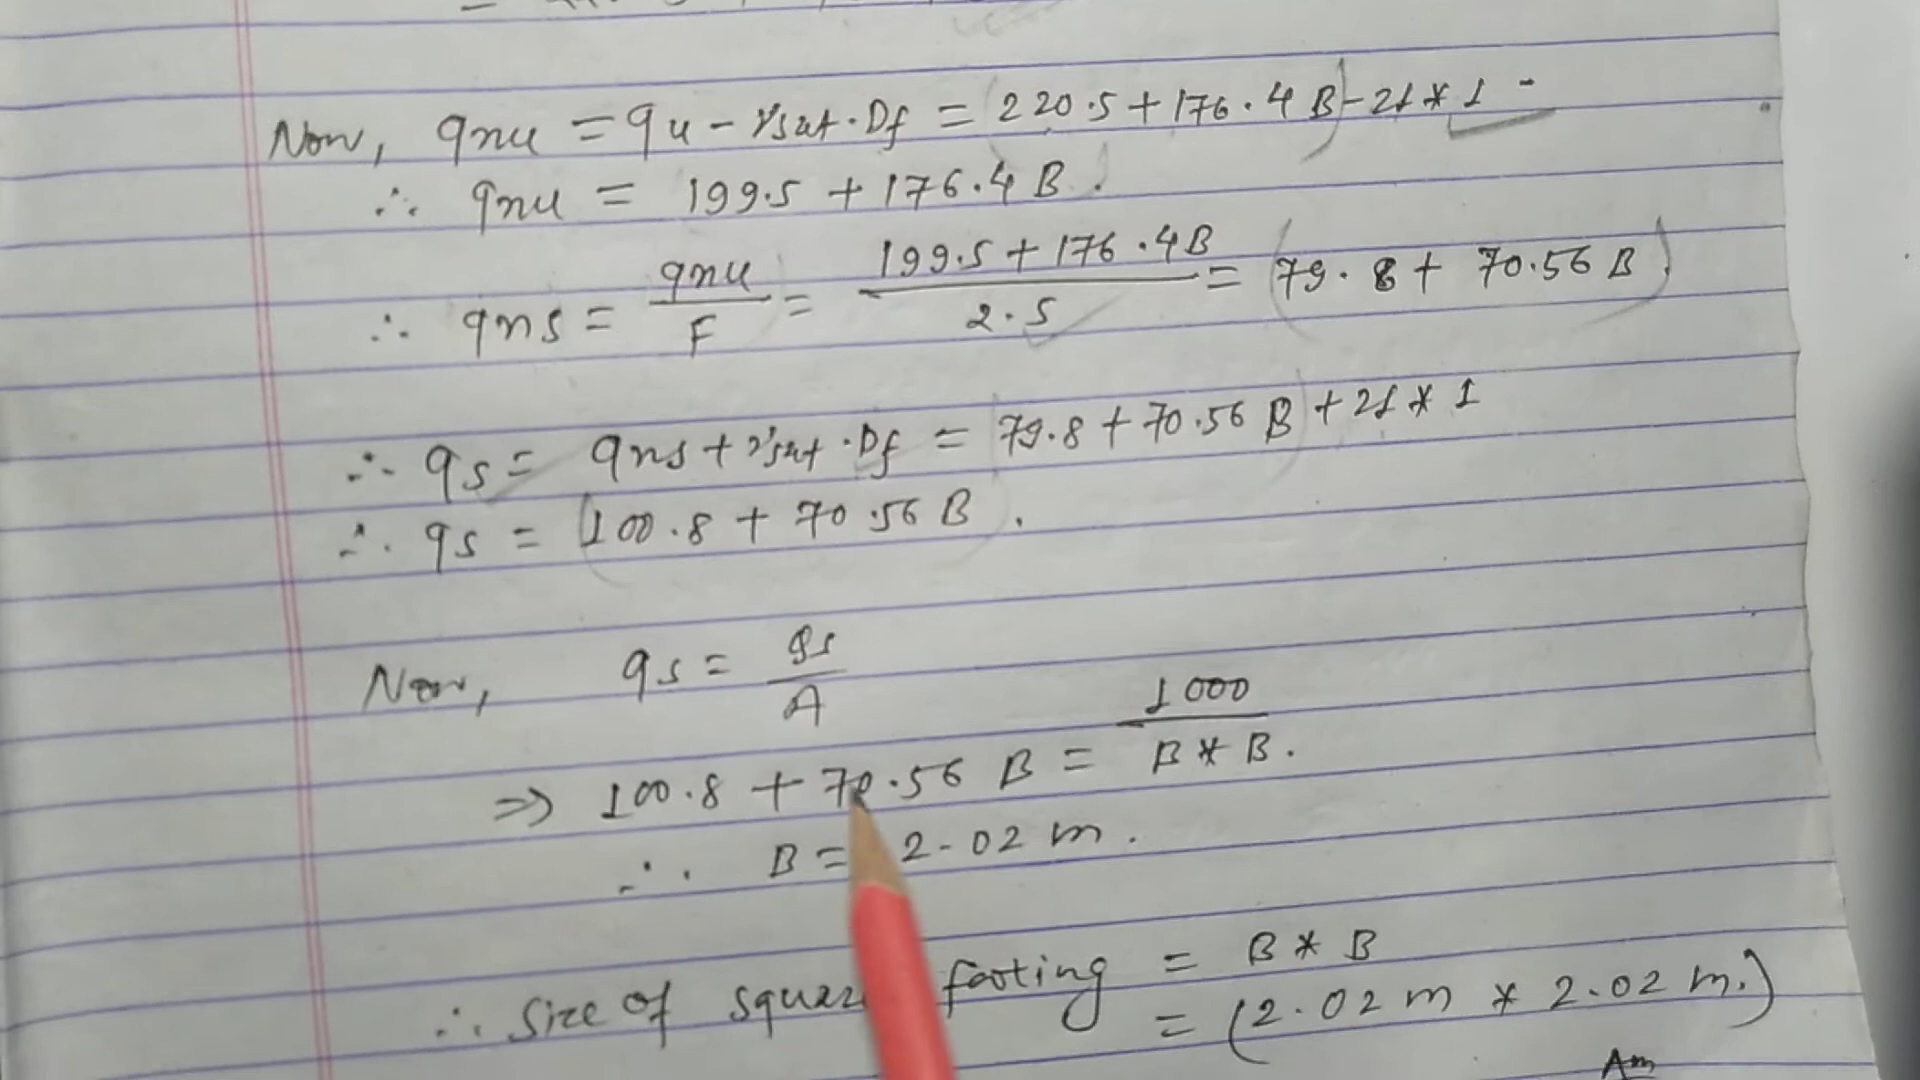 Now, qnu = qu - γsat·Df = (220.5 + 176.4 B) - 21 * 1
∴ qnu = 199.5 + 176.4 B.
∴ qns = qnu / F = (199.5 + 176.4B) / 2.5 = (79.8 + 70.56 B)
∴ qs = qns + γsat·Df = 79.8 + 70.56 B) + 21 * 1
∴ qs = (100.8 + 70.56 B).
Now, qs = Qs / A
⇒ 100.8 + 70.56 B = 1000 / B * B.
∴ B = 2.02 m.
∴ Size of square footing = B * B
= (2.02 m * 2.02 m.)